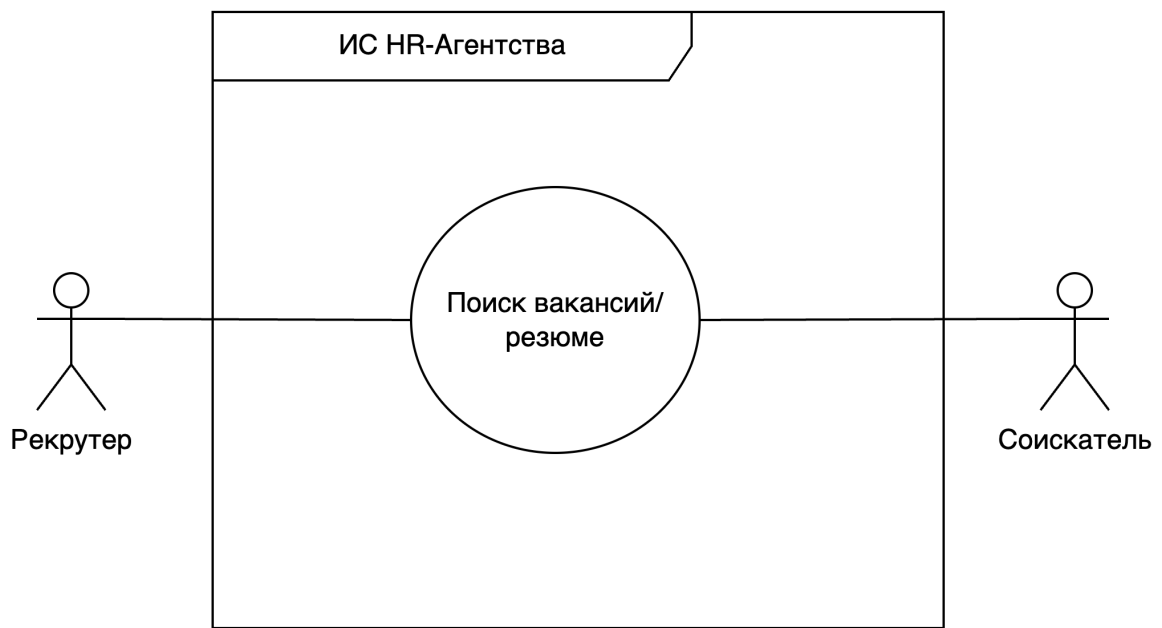 ИС HR-Агентства
Поиск вакансий/
резюме
Рекрутер
Соискатель